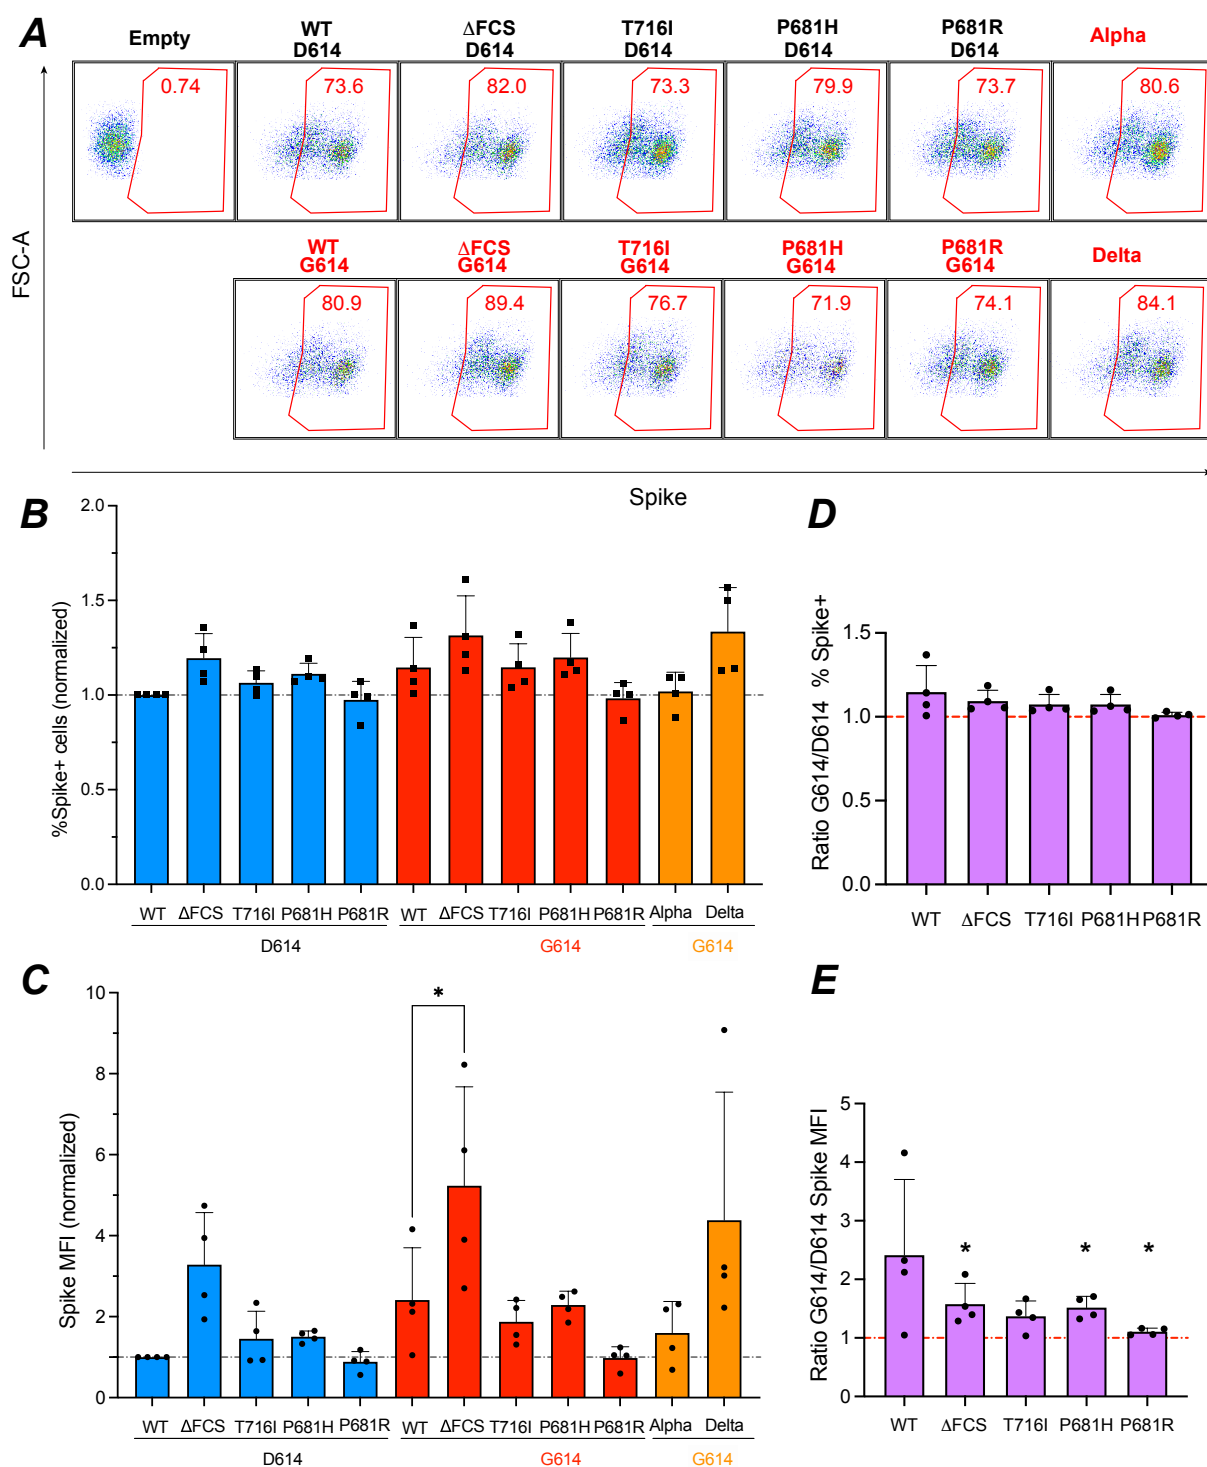 A
Empty
WT
D614
ΔFCS
D614
T716I
D614
P681H
D614
P681R
D614
Alpha
0.74
73.6
82.0
73.3
79.9
73.7
80.6
WT
G614
ΔFCS
G614
T716I
G614
P681H
G614
P681R
G614
Delta
80.9
89.4
76.7
71.9
74.1
84.1
FSC-A
Spike
B
%Spike+ cells (normalized)
2.0
1.5
1.0
0.5
0.0
WT ΔFCS T716I P681H P681R WT ΔFCS T716I P681H P681R Alpha Delta
D614 G614 G614
D
Ratio G614/D614 % Spike+
1.5
1.0
0.5
0.0
WT ΔFCS T716I P681H P681R
C
Spike MFI (normalized)
10
8
6
4
2
0
*
WT ΔFCS T716I P681H P681R WT ΔFCS T716I P681H P681R Alpha Delta
D614 G614 G614
E
Ratio G614/D614 Spike MFI
5
4
3
2
1
0
* * *
WT ΔFCS T716I P681H P681R